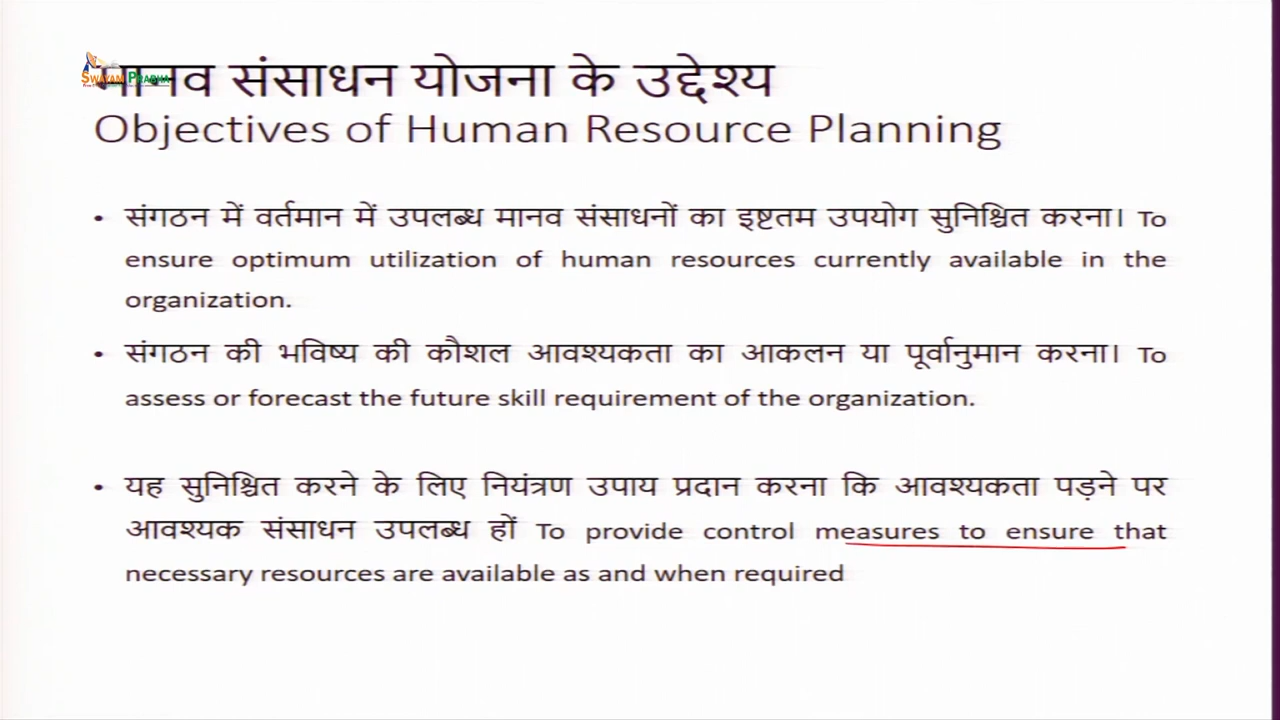 SWAYAM PRABHA
मानव संसाधन योजना के उद्देश्य
Objectives of Human Resource Planning
• संगठन में वर्तमान में उपलब्ध मानव संसाधनों का इष्टतम उपयोग सुनिश्चित करना। To
ensure optimum utilization of human resources currently available in the
organization.
• संगठन की भविष्य की कौशल आवश्यकता का आकलन या पूर्वानुमान करना। To
assess or forecast the future skill requirement of the organization.
• यह सुनिश्चित करने के लिए नियंत्रण उपाय प्रदान करना कि आवश्यकता पड़ने पर
आवश्यक संसाधन उपलब्ध हों To provide control measures to ensure that
necessary resources are available as and when required